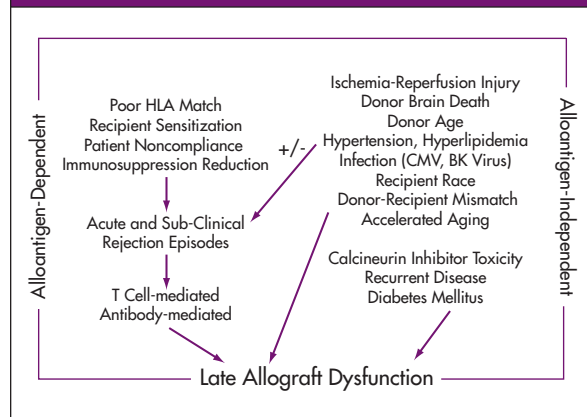 Alloantigen-Dependent
Poor HLA Match
Recipient Sensitization
Patient Noncompliance
Immunosuppression Reduction
Acute and Sub-Clinical
Rejection Episodes
T Cell-mediated
Antibody-mediated
+/-
Ischemia-Reperfusion Injury
Donor Brain Death
Donor Age
Hypertension, Hyperlipidemia
Infection (CMV, BK Virus)
Recipient Race
Donor-Recipient Mismatch
Accelerated Aging
Calcineurin Inhibitor Toxicity
Recurrent Disease
Diabetes Mellitus
Alloantigen-Independent
Late Allograft Dysfunction